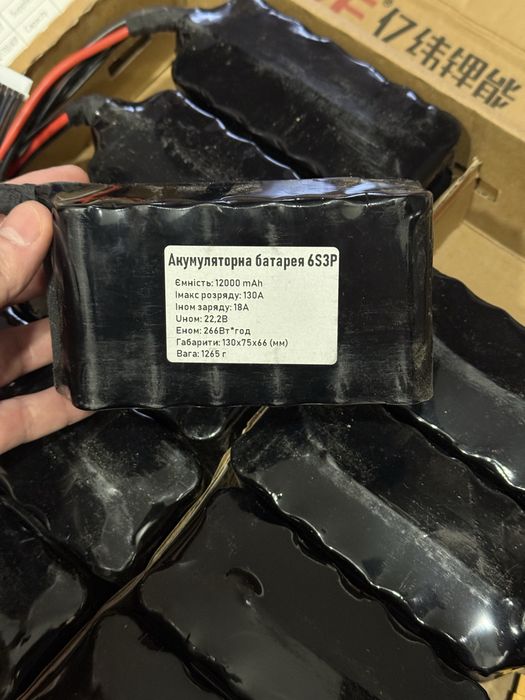 亿纬锂能
Акумуляторна батарея 6S3P
Ємність: 12000 mAh
Імакс розряду: 130А
Іном заряду: 18А
Uном: 22,2В
Еном: 266Вт*год
Габарити: 130х75х66 (мм)
Вага: 1265 г